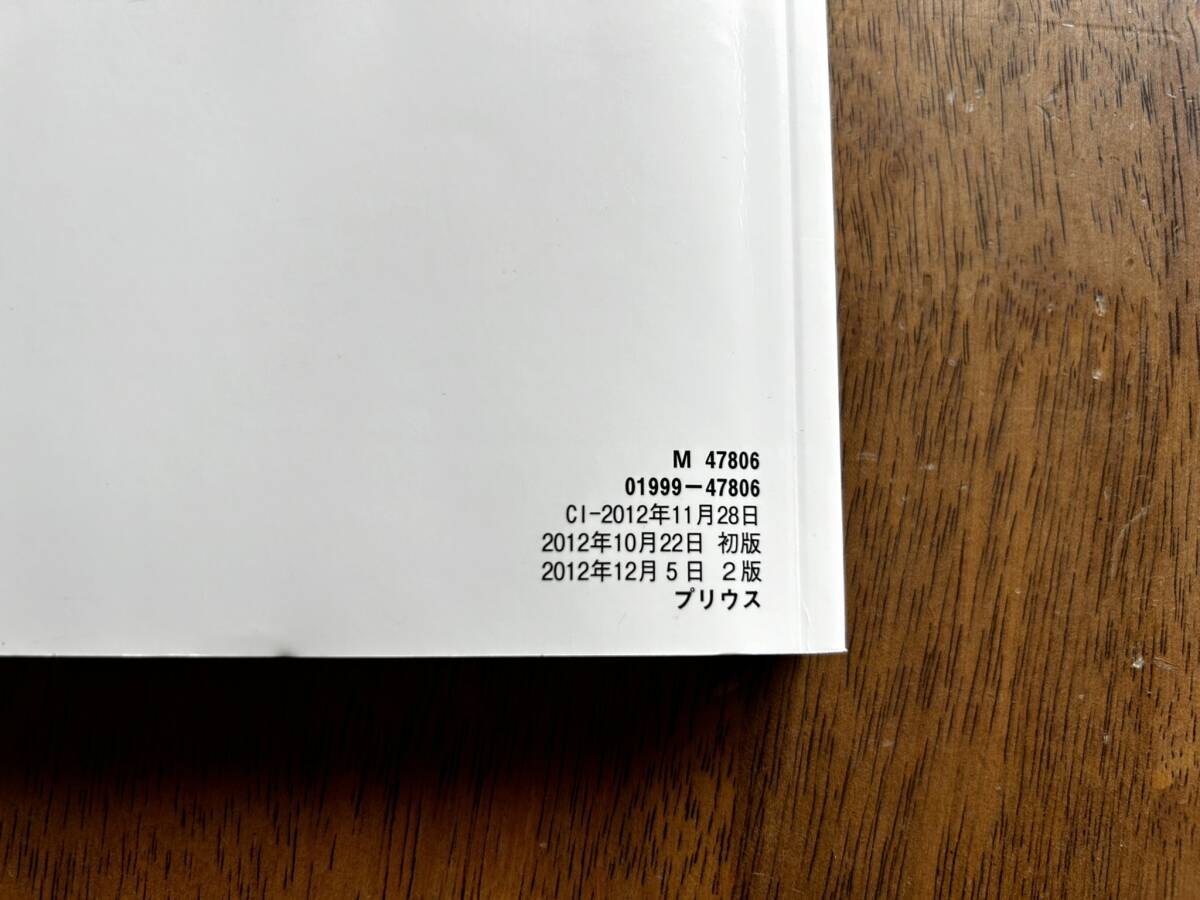 M 47806
01999-47806
CI-2012年11月28日
2012年10月22日 初版
2012年12月 5 日 2版
プリウス